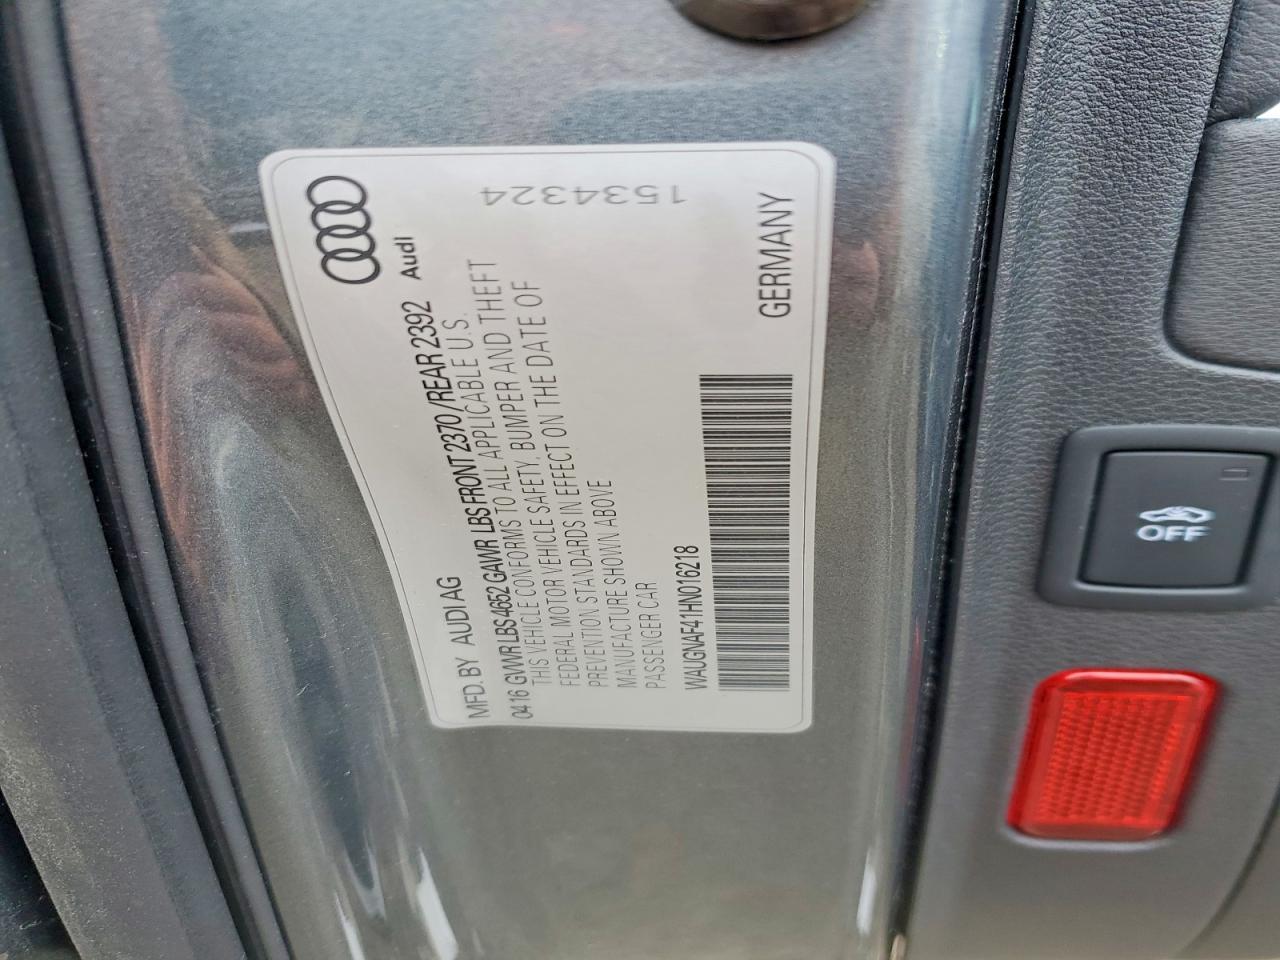 Audi
MFD. BY AUDI AG
04 16 GVWR LBS 4652 GAWR LBS FRONT 2370 / REAR 2392
THIS VEHICLE CONFORMS TO ALL APPLICABLE U.S.
FEDERAL MOTOR VEHICLE SAFETY, BUMPER AND THEFT
PREVENTION STANDARDS IN EFFECT ON THE DATE OF
MANUFACTURE SHOWN ABOVE
PASSENGER CAR
WAUGNAF41HN016218
GERMANY
1534324
OFF